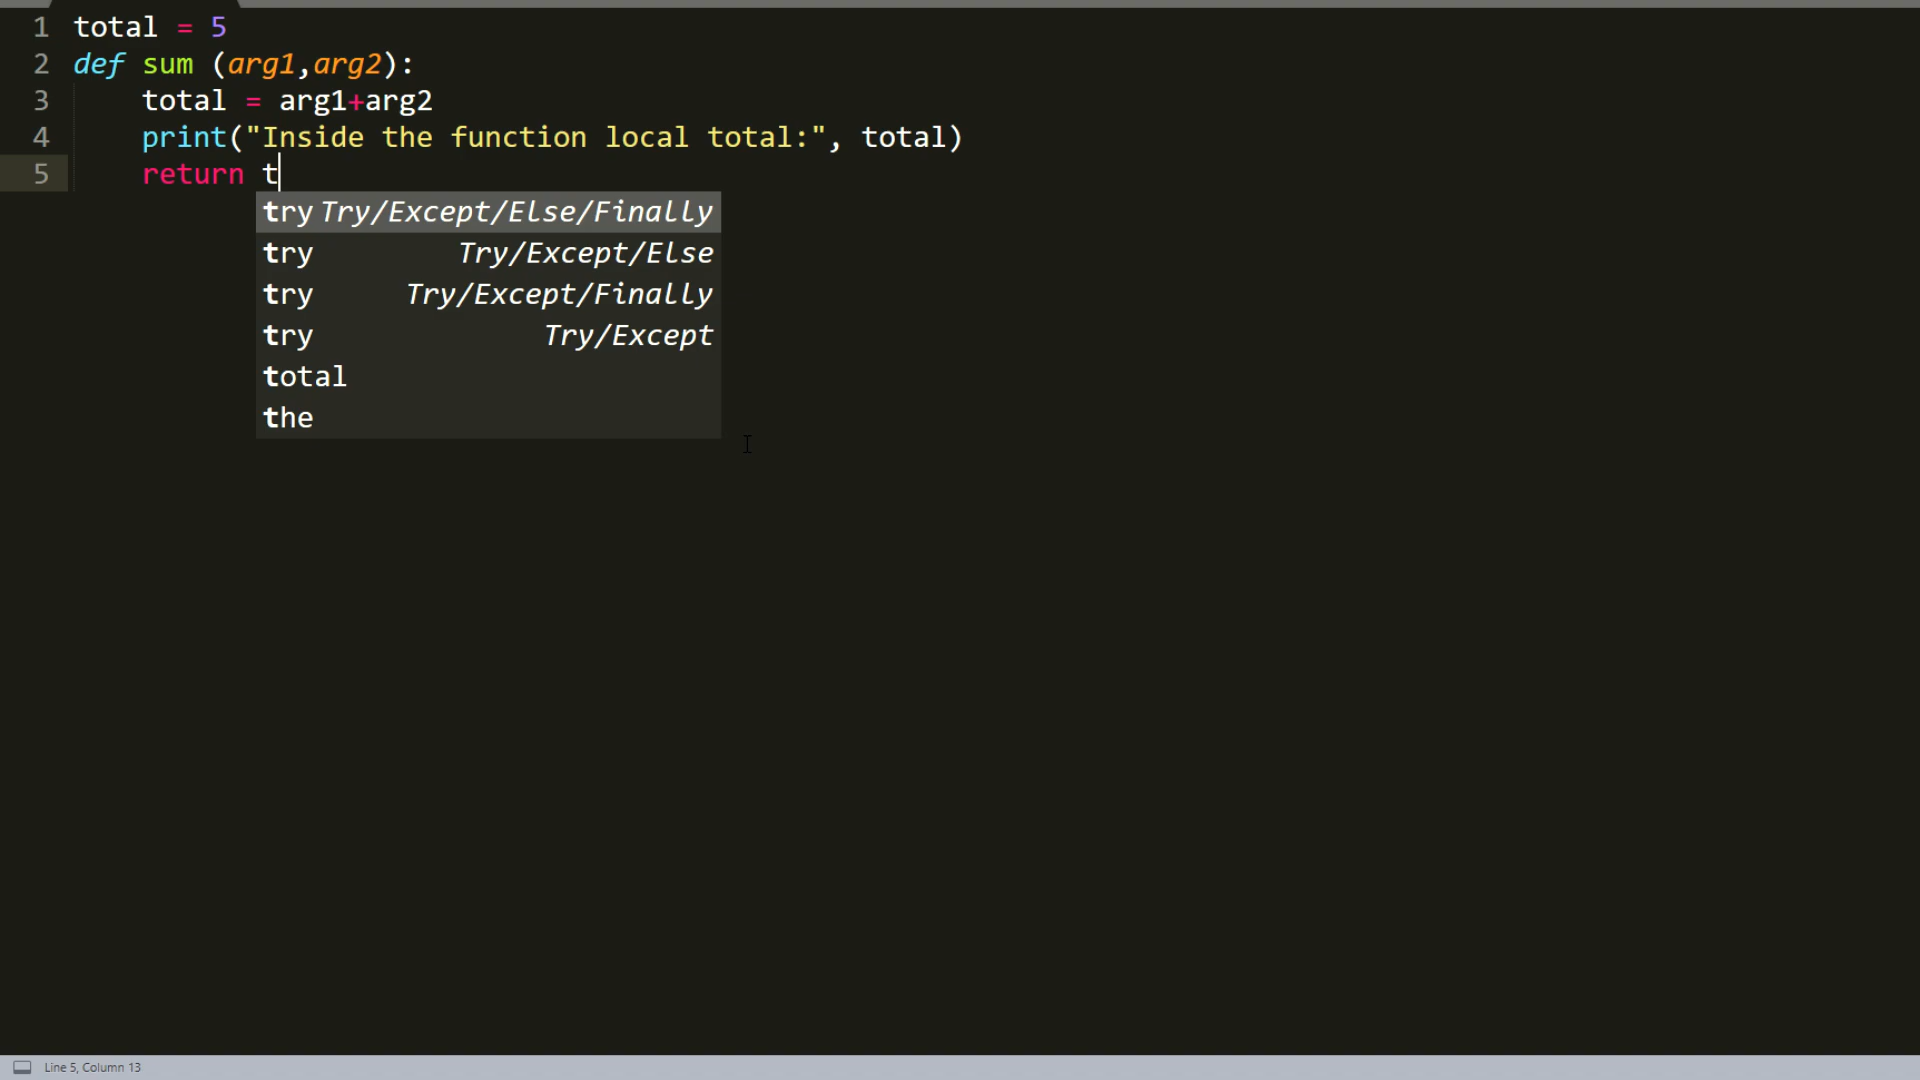 1 total = 5
2 def sum (arg1,arg2):
3 total = arg1+arg2
4 print("Inside the function local total:", total)
5 return t
try Try/Except/Else/Finally
try Try/Except/Else
try Try/Except/Finally
try Try/Except
total
the
Line 5, Column 13